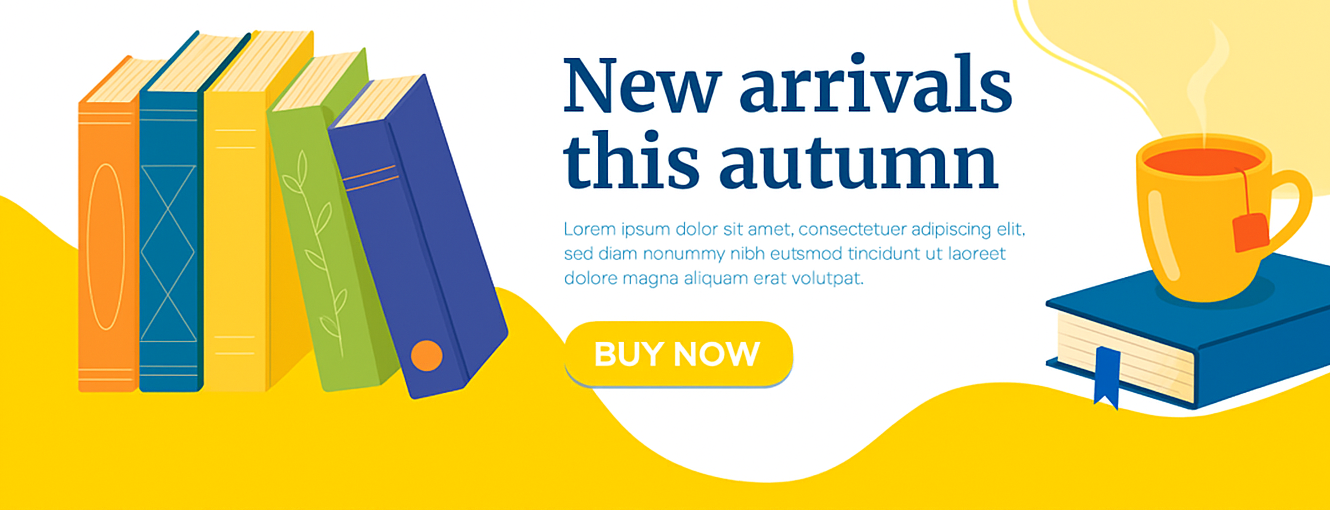 New arrivals
this autumn
Lorem ipsum dolor sit amet, consectetuer adipiscing elit,
sed diam nonummy nibh eutsmod tincidunt ut laoreet
dolore magna aliquam erat volutpat.
BUY NOW